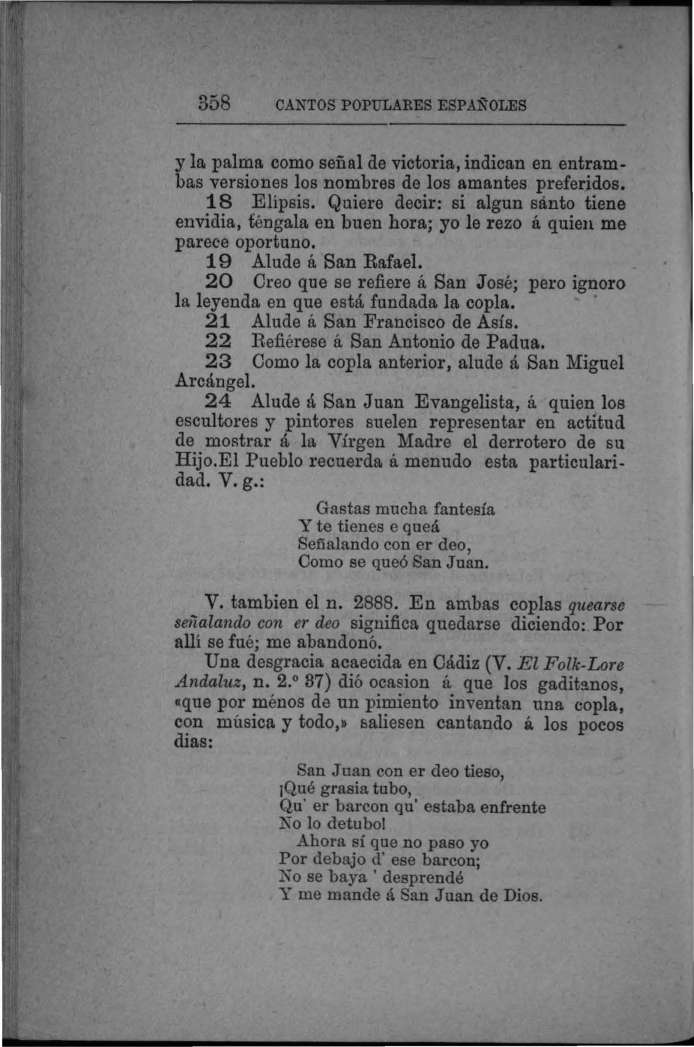 358 CANTOS POPULARES ESPAÑOLES
y la palma como señal de victoria, indican en entram-
bas versiones los nombres de los amantes preferidos.
18 Elípsis. Quiere decir: si algun santo tiene
envidia, téngala en buen hora; yo le rezo á quien me
parece oportuno.
19 Alude á San Rafael.
20 Creo que se refiere á San José; pero ignoro
la leyenda en que está fundada la copla.
21 Alude á San Francisco de Asís.
22 Refiérese á San Antonio de Padua.
23 Como la copla anterior, alude á San Miguel
Arcángel.
24 Alude á San Juan Evangelista, á quien los
escultores y pintores suelen representar en actitud
de mostrar á la Vírgen Madre el derrotero de su
Hijo.El Pueblo recuerda á menudo esta particulari-
dad. V. g.:
Gastas mucha fantesía
Y te tienes e queá
Señalando con er deo,
Como se queó San Juan.
V. tambien el n. 2888. En ambas coplas quearse
señalando con er deo significa quedarse diciendo: Por
allí se fué; me abandonó.
Una desgracia acaecida en Cádiz (V. El Folk-Lore
Andaluz, n. 2.º 37) dió ocasion á que los gaditanos,
«que por ménos de un pimiento inventan una copla,
con música y todo,» saliesen cantando á los pocos
dias:
San Juan con er deo tieso,
¡Qué grasia tubo,
Qu' er barcon qu' estaba enfrente
No lo detubo!
Ahora sí que no paso yo
Por debajo d' ese barcon;
No se baya ' desprendé
Y me mande á San Juan de Dios.